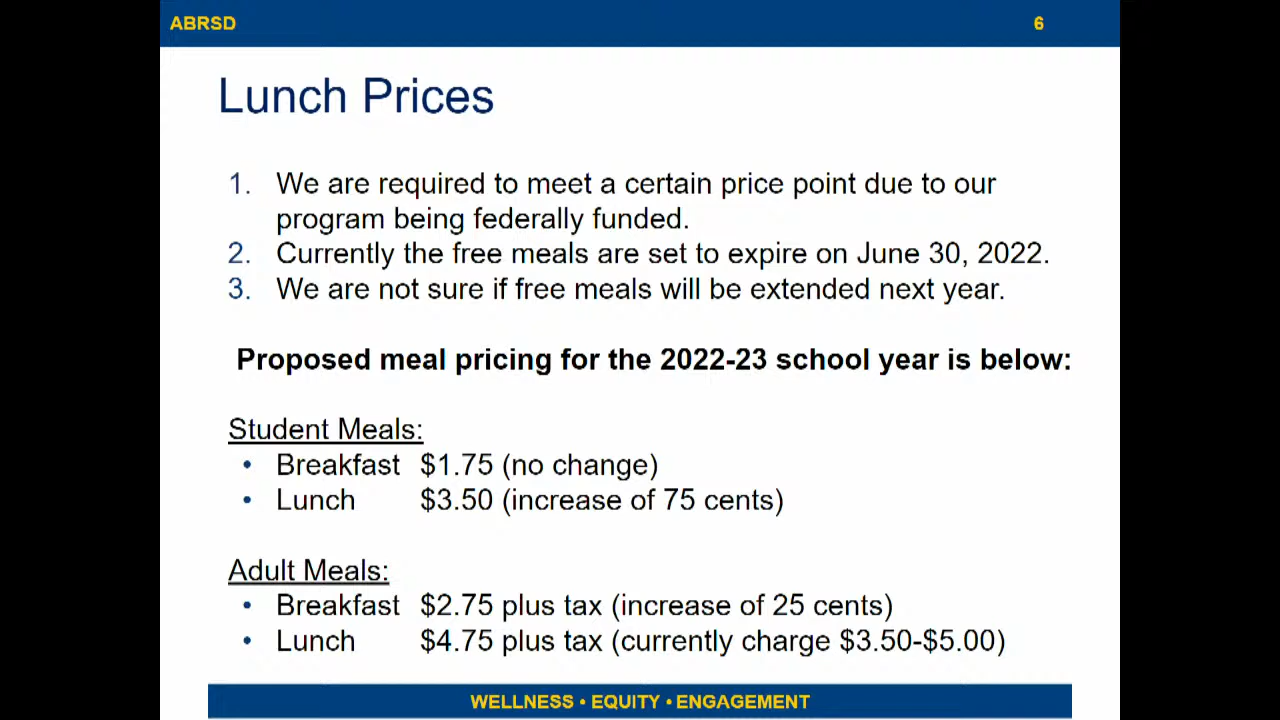 ABRSD 6
Lunch Prices
1. We are required to meet a certain price point due to our
program being federally funded.
2. Currently the free meals are set to expire on June 30, 2022.
3. We are not sure if free meals will be extended next year.
Proposed meal pricing for the 2022-23 school year is below:
Student Meals:
• Breakfast $1.75 (no change)
• Lunch $3.50 (increase of 75 cents)
Adult Meals:
• Breakfast $2.75 plus tax (increase of 25 cents)
• Lunch $4.75 plus tax (currently charge $3.50-$5.00)
WELLNESS • EQUITY • ENGAGEMENT